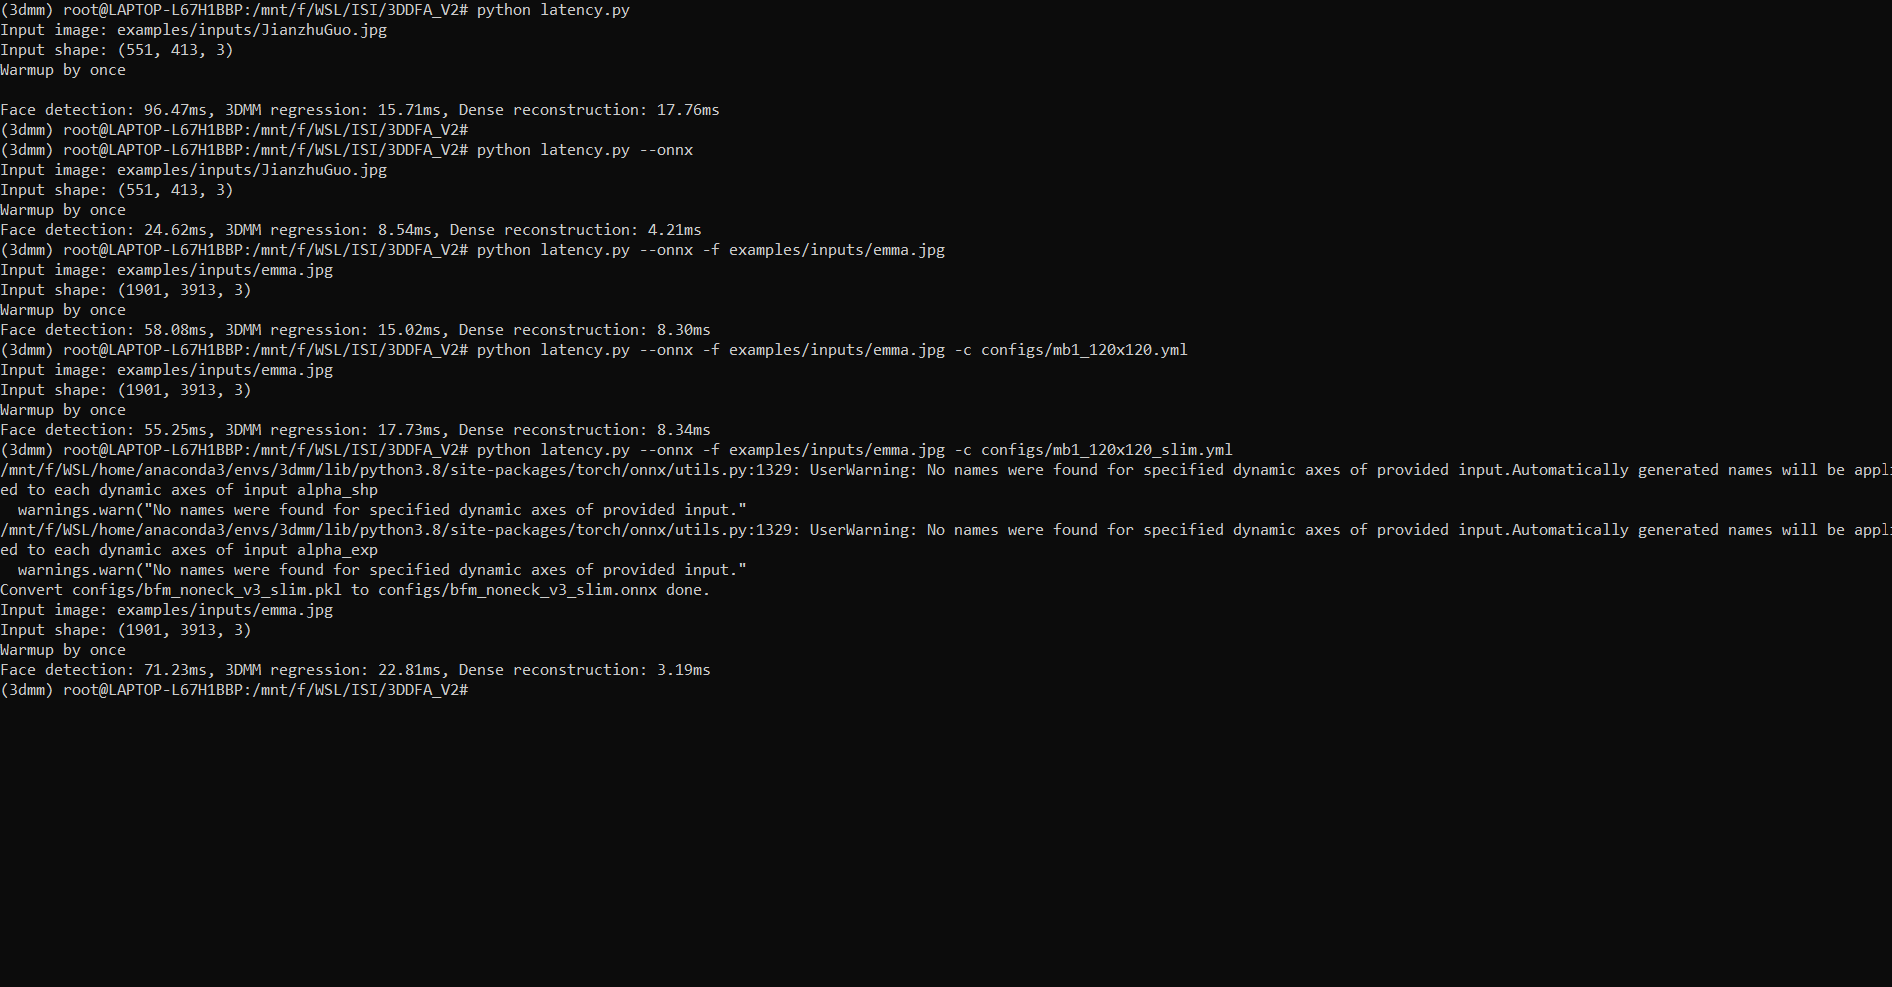 (3dmm) root@LAPTOP-L67H1BBP:/mnt/f/WSL/ISI/3DDFA_V2# python latency.py
Input image: examples/inputs/JianzhuGuo.jpg
Input shape: (551, 413, 3)
Warmup by once
Face detection: 96.47ms, 3DMM regression: 15.71ms, Dense reconstruction: 17.76ms
(3dmm) root@LAPTOP-L67H1BBP:/mnt/f/WSL/ISI/3DDFA_V2#
(3dmm) root@LAPTOP-L67H1BBP:/mnt/f/WSL/ISI/3DDFA_V2# python latency.py --onnx
Input image: examples/inputs/JianzhuGuo.jpg
Input shape: (551, 413, 3)
Warmup by once
Face detection: 24.62ms, 3DMM regression: 8.54ms, Dense reconstruction: 4.21ms
(3dmm) root@LAPTOP-L67H1BBP:/mnt/f/WSL/ISI/3DDFA_V2# python latency.py --onnx -f examples/inputs/emma.jpg
Input image: examples/inputs/emma.jpg
Input shape: (1901, 3913, 3)
Warmup by once
Face detection: 58.08ms, 3DMM regression: 15.02ms, Dense reconstruction: 8.30ms
(3dmm) root@LAPTOP-L67H1BBP:/mnt/f/WSL/ISI/3DDFA_V2# python latency.py --onnx -f examples/inputs/emma.jpg -c configs/mb1_120x120.yml
Input image: examples/inputs/emma.jpg
Input shape: (1901, 3913, 3)
Warmup by once
Face detection: 55.25ms, 3DMM regression: 17.73ms, Dense reconstruction: 8.34ms
(3dmm) root@LAPTOP-L67H1BBP:/mnt/f/WSL/ISI/3DDFA_V2# python latency.py --onnx -f examples/inputs/emma.jpg -c configs/mb1_120x120_slim.yml
/mnt/f/WSL/home/anaconda3/envs/3dmm/lib/python3.8/site-packages/torch/onnx/utils.py:1329: UserWarning: No names were found for specified dynamic axes of provided input.Automatically generated names will be appli
ed to each dynamic axes of input alpha_shp
  warnings.warn("No names were found for specified dynamic axes of provided input."
/mnt/f/WSL/home/anaconda3/envs/3dmm/lib/python3.8/site-packages/torch/onnx/utils.py:1329: UserWarning: No names were found for specified dynamic axes of provided input.Automatically generated names will be appli
ed to each dynamic axes of input alpha_exp
  warnings.warn("No names were found for specified dynamic axes of provided input."
Convert configs/bfm_noneck_v3_slim.pkl to configs/bfm_noneck_v3_slim.onnx done.
Input image: examples/inputs/emma.jpg
Input shape: (1901, 3913, 3)
Warmup by once
Face detection: 71.23ms, 3DMM regression: 22.81ms, Dense reconstruction: 3.19ms
(3dmm) root@LAPTOP-L67H1BBP:/mnt/f/WSL/ISI/3DDFA_V2#